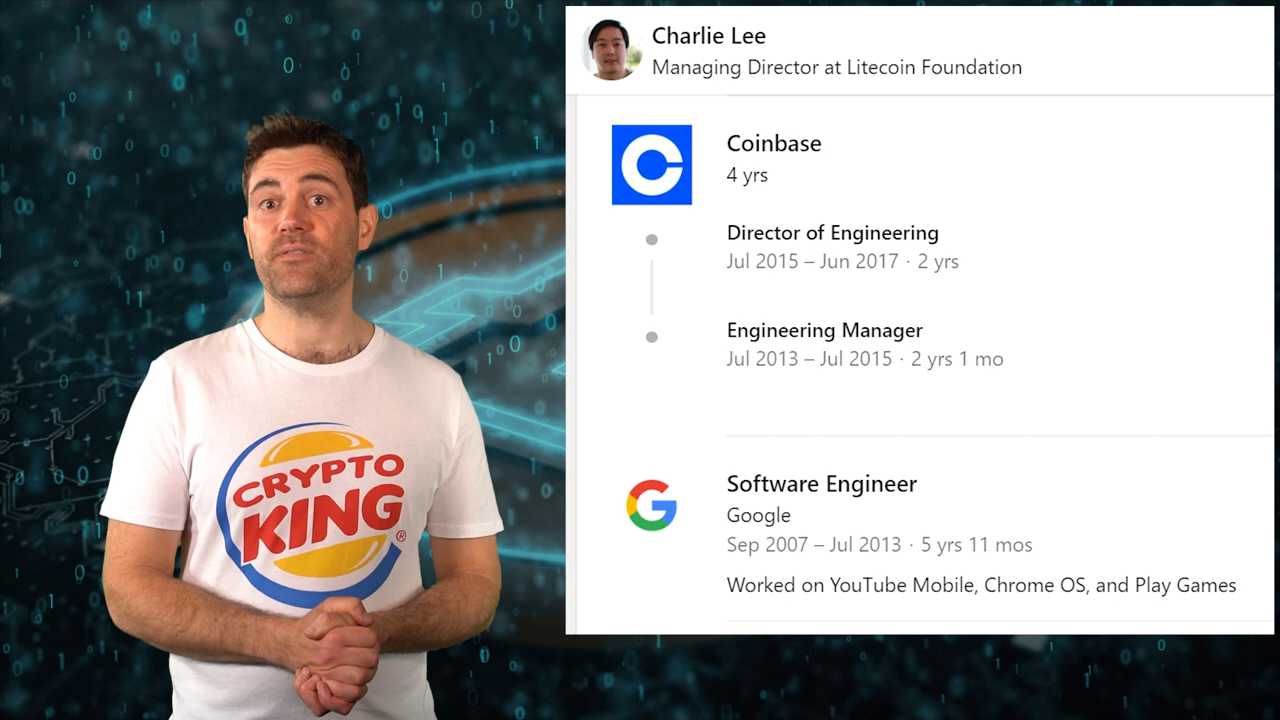 CRYPTO
KING
®
Charlie Lee
Managing Director at Litecoin Foundation
Coinbase
4 yrs
Director of Engineering
Jul 2015 – Jun 2017 · 2 yrs
Engineering Manager
Jul 2013 – Jul 2015 · 2 yrs 1 mo
Software Engineer
Google
Sep 2007 – Jul 2013 · 5 yrs 11 mos
Worked on YouTube Mobile, Chrome OS, and Play Games